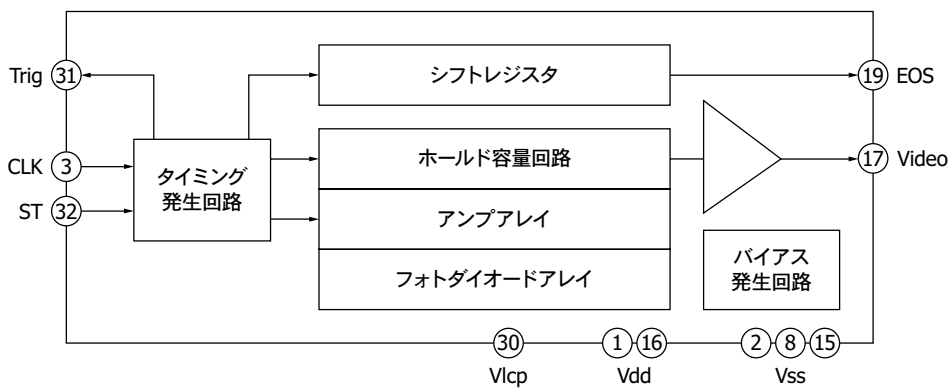 シフトレジスタ
Trig 31
19 EOS
CLK 3
ホールド容量回路
17 Video
タイミング
発生回路
ST 32
アンプアレイ
フォトダイオードアレイ
バイアス
発生回路
30
1 16
2 8 15
Vlcp
Vdd
Vss